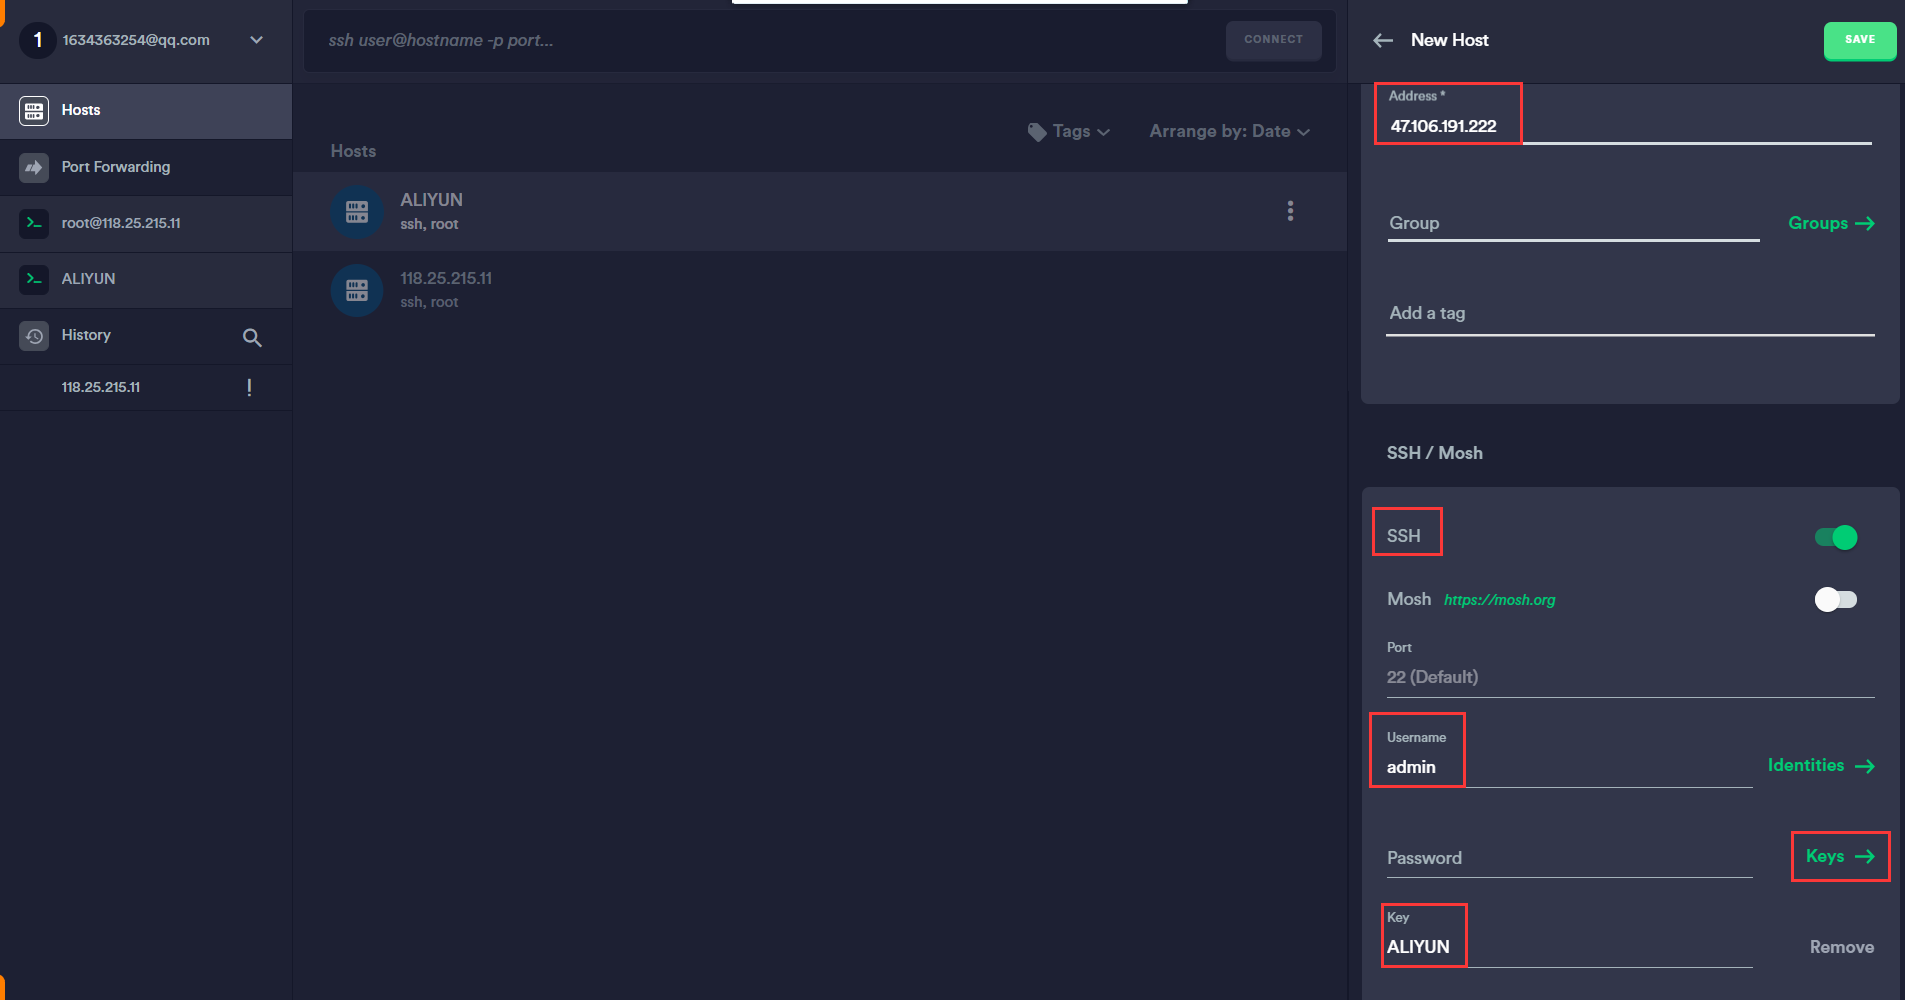 1
1634363254@qq.com
Hosts
Port Forwarding
root@118.25.215.11
ALIYUN
History
118.25.215.11
!
ssh user@hostname -p port...
CONNECT
Tags
Arrange by: Date
Hosts
ALIYUN
ssh, root
118.25.215.11
ssh, root
New Host
SAVE
Address *
47.106.191.222
Group
Groups
Add a tag
SSH / Mosh
SSH
Mosh https://mosh.org
Port
22 (Default)
Username
admin
Identities
Password
Keys
Key
ALIYUN
Remove